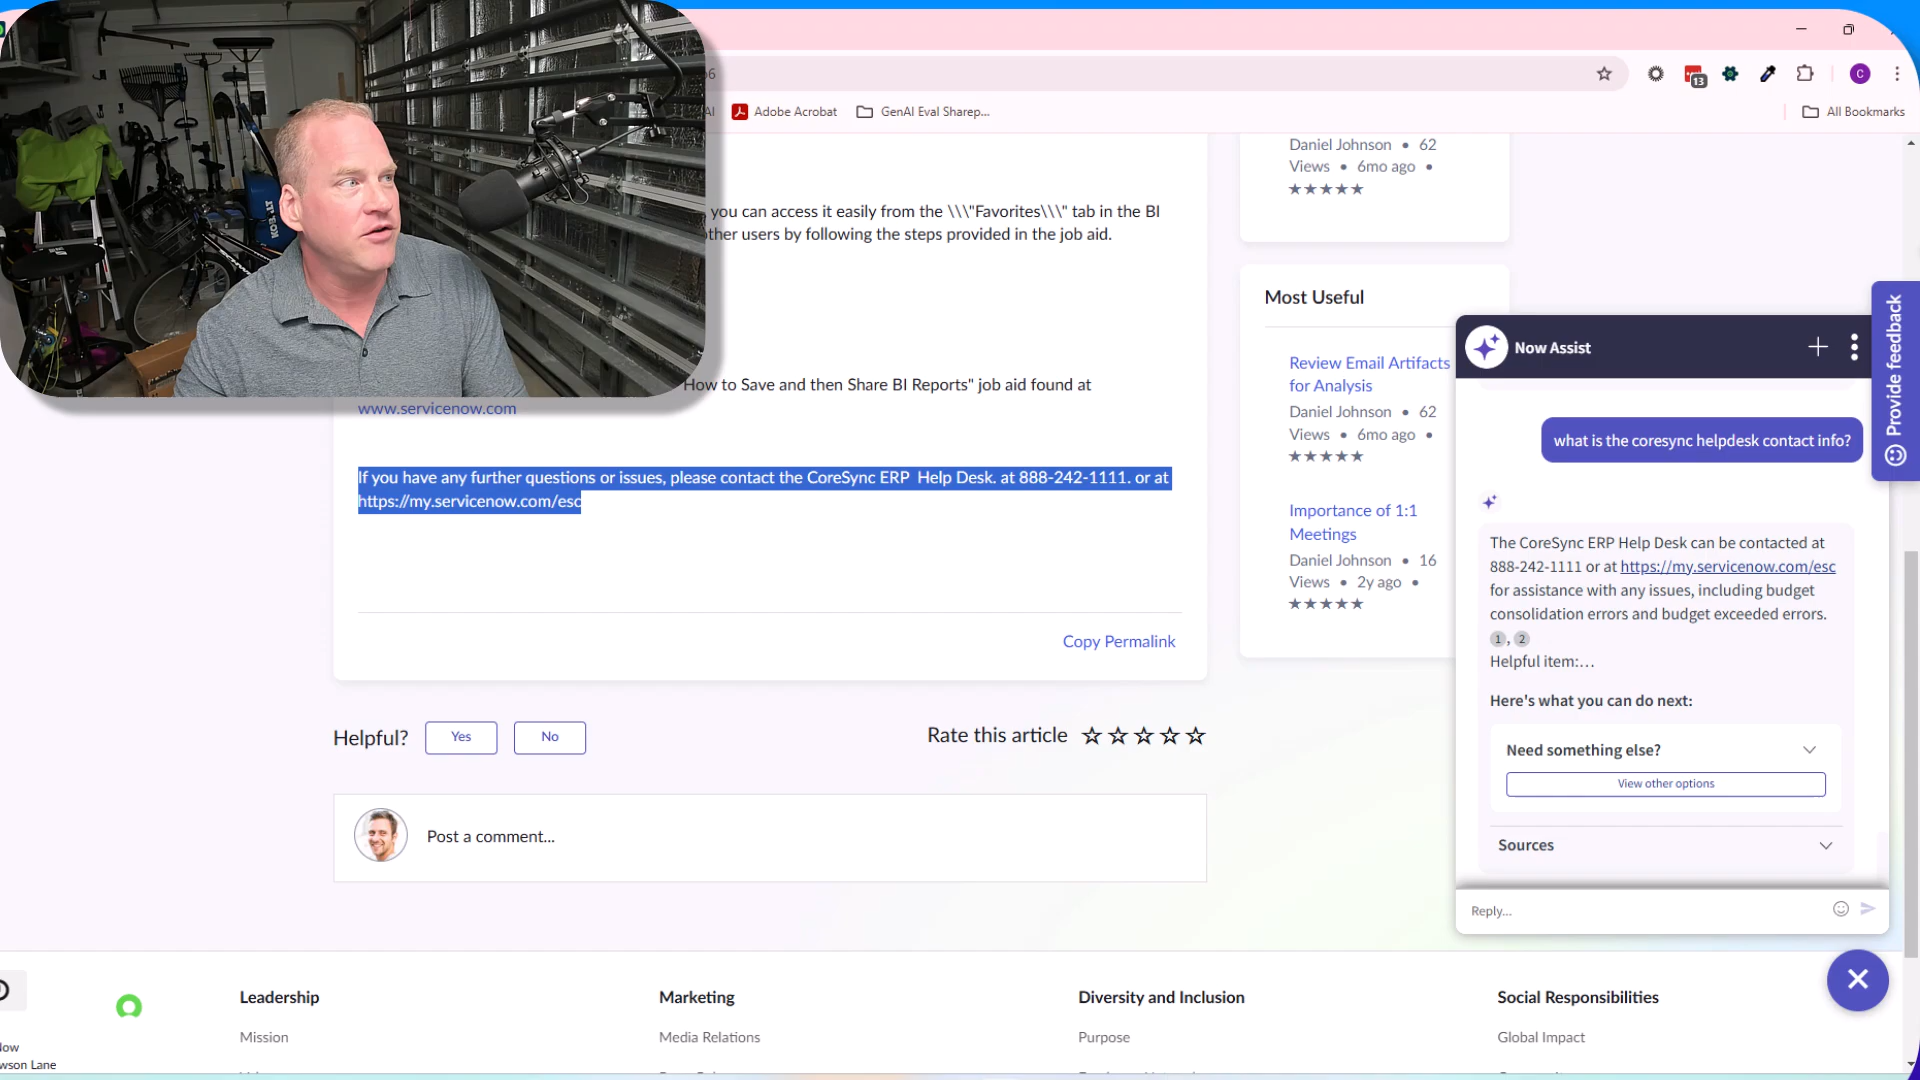 Adobe Acrobat
GenAI Eval Sharep...
All Bookmarks
13
C
you can access it easily from the \\\"Favorites\\\" tab in the BI
other users by following the steps provided in the job aid.
How to Save and then Share BI Reports" job aid found at
www.servicenow.com
If you have any further questions or issues, please contact the CoreSync ERP  Help Desk. at 888-242-1111. or at
https://my.servicenow.com/esc
Copy Permalink
Helpful?
Yes
No
Rate this article
Post a comment...
Daniel Johnson • 62
Views • 6mo ago •
★★★★★
Most Useful
Review Email Artifacts
for Analysis
Daniel Johnson • 62
Views • 6mo ago •
★★★★★
Importance of 1:1
Meetings
Daniel Johnson • 16
Views • 2y ago •
★★★★★
Provide feedback
Now Assist
what is the coresync helpdesk contact info?
The CoreSync ERP Help Desk can be contacted at
888-242-1111 or at https://my.servicenow.com/esc
for assistance with any issues, including budget
consolidation errors and budget exceeded errors.
1, 2
Helpful item:...
Here's what you can do next:
Need something else?
View other options
Sources
Reply...
Leadership
Mission
Marketing
Media Relations
Diversity and Inclusion
Purpose
Social Responsibilities
Global Impact
wson Lane